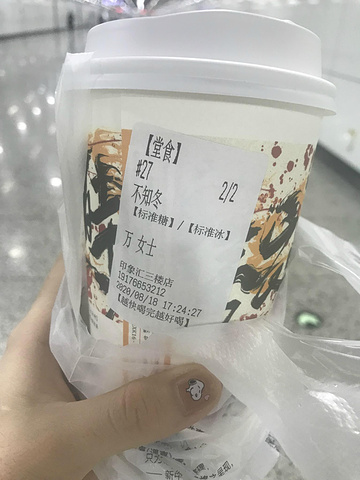 【堂食】
#27
2/2
不知冬
【标准糖】/【标准冰】
万 女士
印象汇三楼店
19176653212
2020/08/16 17:24:27
【越快喝完越好喝】